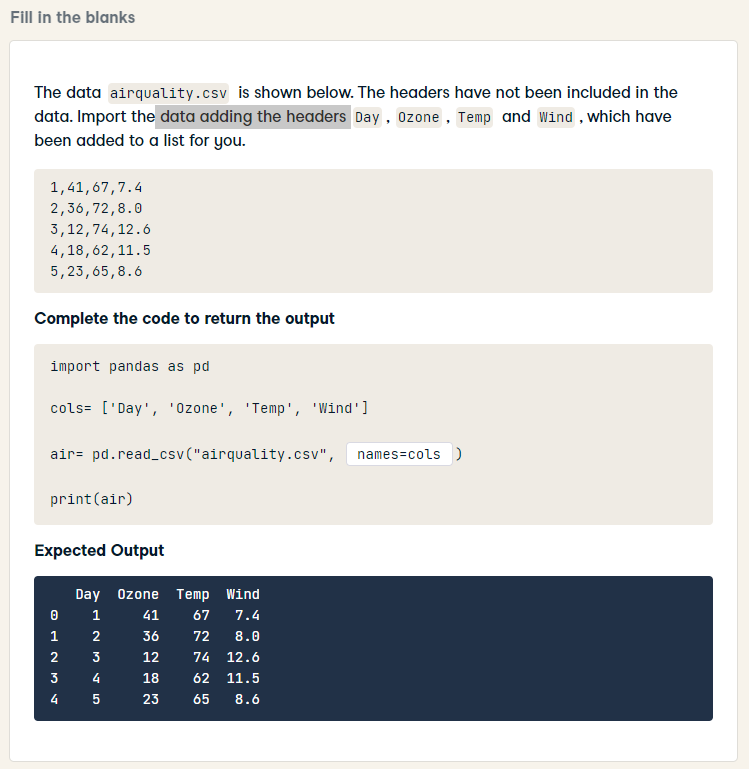 Fill in the blanks
The data airquality.csv is shown below. The headers have not been included in the
data. Import the data adding the headers Day , Ozone , Temp and Wind , which have
been added to a list for you.
1,41,67,7.4
2,36,72,8.0
3,12,74,12.6
4,18,62,11.5
5,23,65,8.6
Complete the code to return the output
import pandas as pd
cols= ['Day', 'Ozone', 'Temp', 'Wind']
air= pd.read_csv("airquality.csv", names=cols )
print(air)
Expected Output
Day Ozone Temp Wind
0 1 41 67 7.4
1 2 36 72 8.0
2 3 12 74 12.6
3 4 18 62 11.5
4 5 23 65 8.6